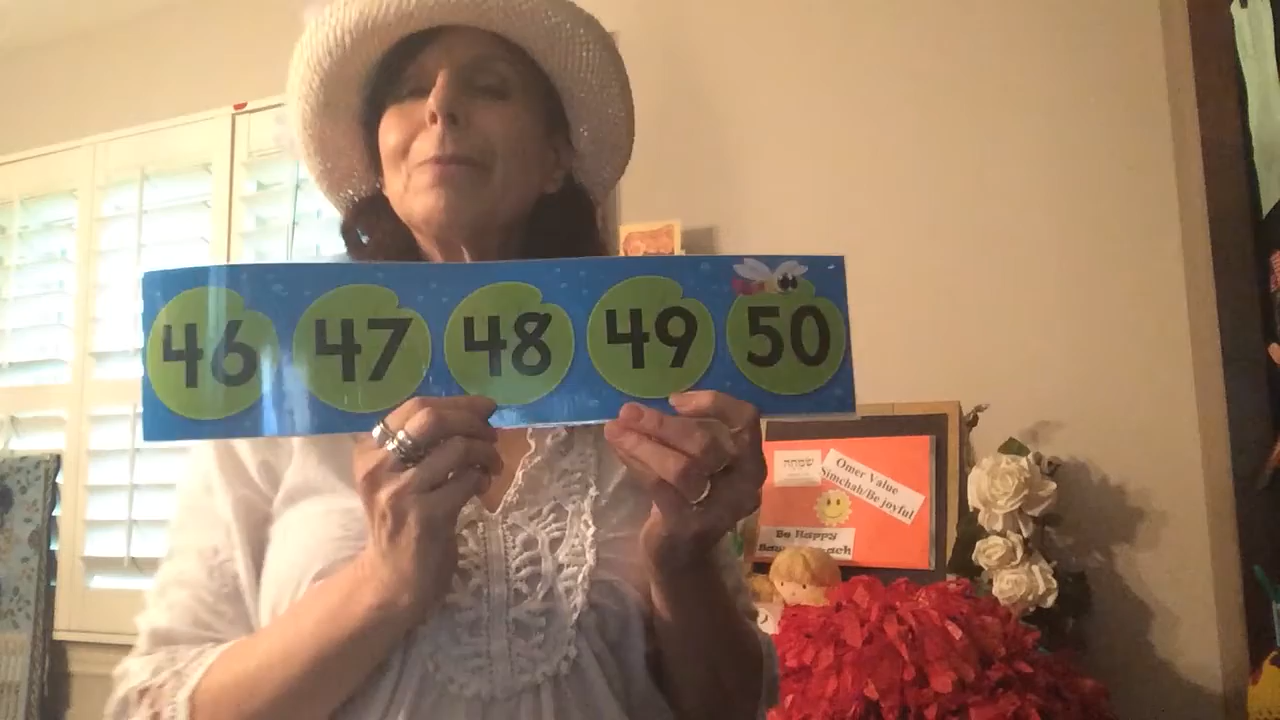 46 47 48 49 50
שמחה
Omer Value
Simchah/Be joyful
Be Happy